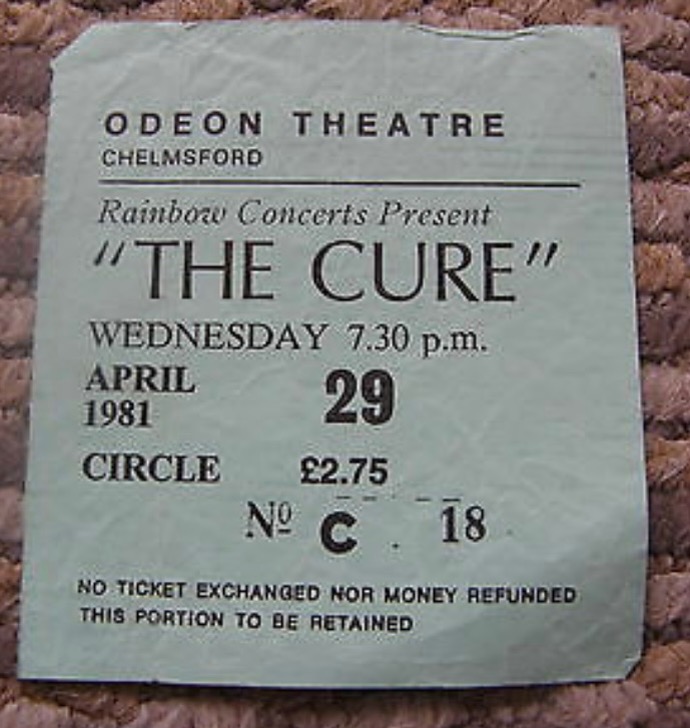 ODEON THEATRE
CHELMSFORD
Rainbow Concerts Present
"THE CURE"
WEDNESDAY 7.30 p.m.
APRIL 29
1981
CIRCLE £2.75
Nº C 18
NO TICKET EXCHANGED NOR MONEY REFUNDED
THIS PORTION TO BE RETAINED